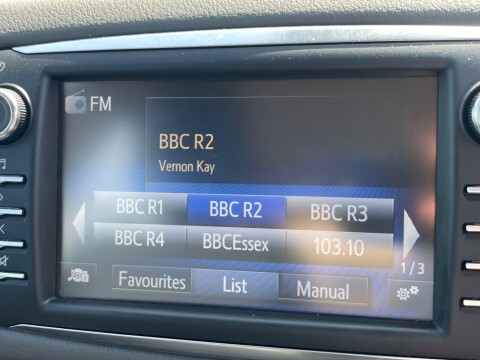 FM
BBC R2
Vernon Kay
BBC R1 BBC R2 BBC R3
BBC R4 BBCEssex 103.10
1/3
Favourites List Manual